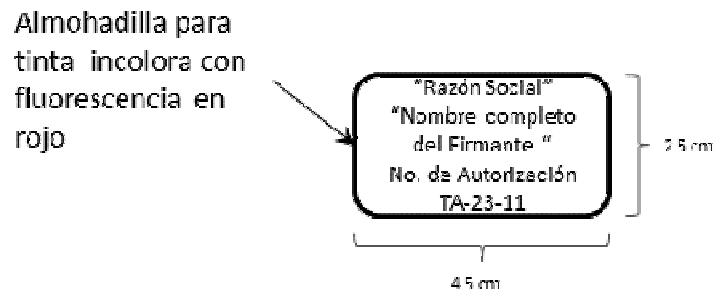 Almohadilla para
tinta incolora con
fluorescencia en
rojo
"Razón Social"
"Nombre completo
del Firmante "
No. de Autorización
TA-23-11
2.5 cm
4.5 cm